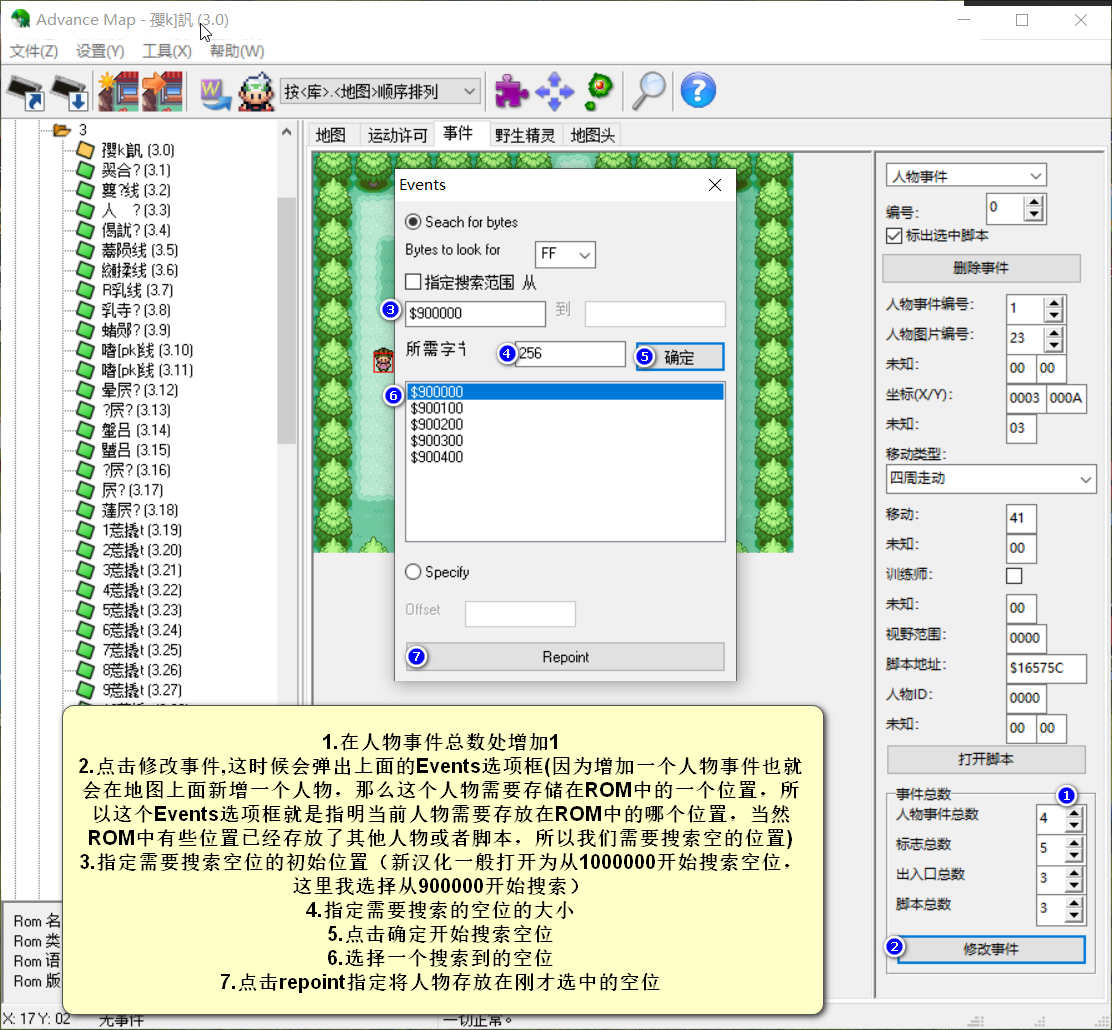 Advance Map - 孾k]訉 (3.0)
文件(Z) 设置(Y) 工具(X) 帮助(W)
按<库>.<地图>顺序排列
3
孾k訉 (3.0)
翜合? (3.1)
(3.2)
人 ? (3.3)
(3.4)
(3.5)
(3.6)
R乳线 (3.7)
乳寺? (3.8)
(3.9)
嗜[pk]线 (3.10)
嗜[pk]线 (3.11)
晕屄? (3.12)
?屄? (3.13)
吕 (3.14)
吕 (3.15)
?屄? (3.16)
屄? (3.17)
蓬屄? (3.18)
1莣撬t (3.19)
2莣撬t (3.20)
3莣撬t (3.21)
4莣撬t (3.22)
5莣撬t (3.23)
6莣撬t (3.24)
7莣撬t (3.25)
8莣撬t (3.26)
9莣撬t (3.27)
地图 运动许可 事件 野生精灵 地图头
Events
Seach for bytes
Bytes to look for FF
指定搜索范围 从
3 $900000 到
所需字节 4 256 5 确定
6 $900000
$900100
$900200
$900300
$900400
Specify
Offset
7 Repoint
人物事件
编号: 0
标出选中脚本
删除事件
人物事件编号: 1
人物图片编号: 23
未知: 00 00
坐标(X/Y): 0003 000A
未知: 03
移动类型:
四周走动
移动: 41
未知: 00
训练师:
未知: 00
视野范围: 0000
脚本地址: $16575C
人物ID: 0000
未知: 00 00
打开脚本
事件总数 1
人物事件总数 4
标志总数 5
出入口总数 3
脚本总数 3
2 修改事件
1.在人物事件总数处增加1
2.点击修改事件,这时候会弹出上面的Events选项框(因为增加一个人物事件也就
会在地图上面新增一个人物，那么这个人物需要存储在ROM中的一个位置，所
以这个Events选项框就是指明当前人物需要存放在ROM中的哪个位置，当然
ROM中有些位置已经存放了其他人物或者脚本，所以我们需要搜索空的位置)
3.指定需要搜索空位的初始位置（新汉化一般打开为从1000000开始搜索空位，
这里我选择从900000开始搜索）
4.指定需要搜索的空位的大小
5.点击确定开始搜索空位
6.选择一个搜索到的空位
7.点击repoint指定将人物存放在刚才选中的空位
Rom 名
Rom 类
Rom 语
Rom 版
X: 17 Y: 02 无事件 一切正常。